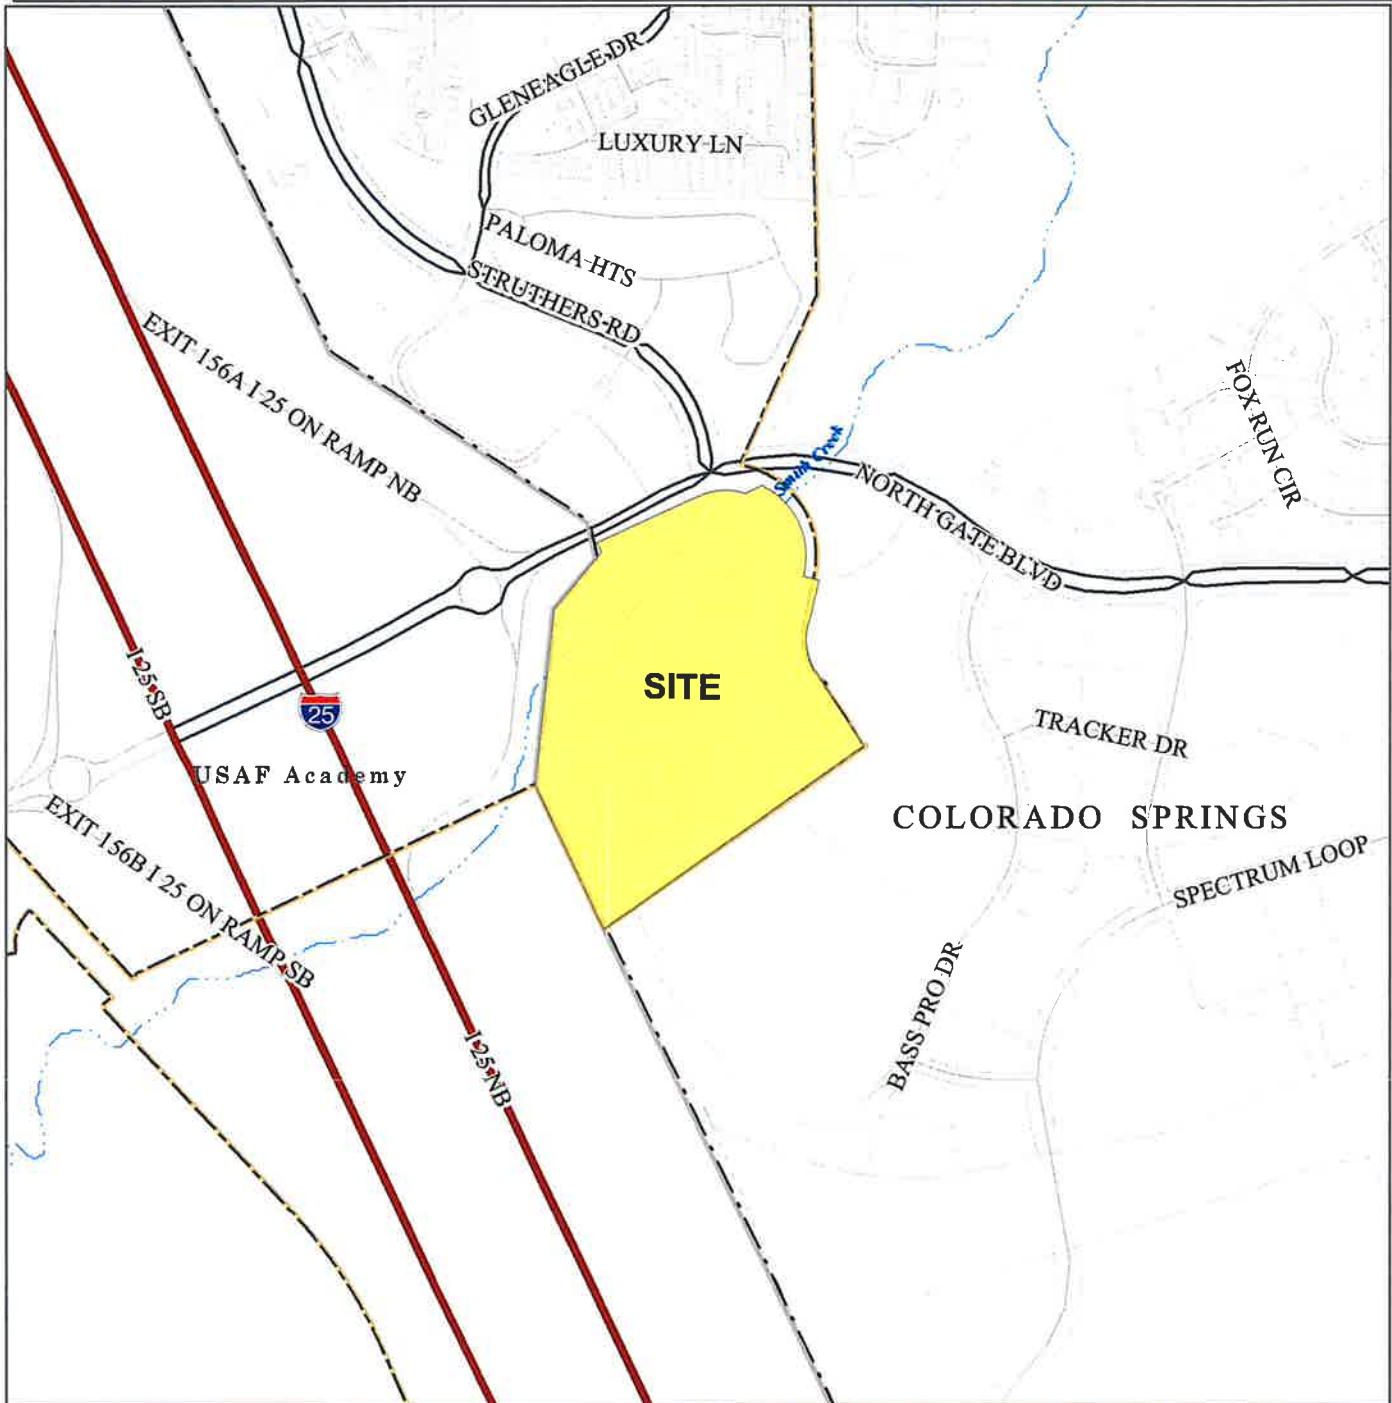 GLENEAGLE DR
LUXURY LN
PALOMA HTS
STRUTHERS RD
EXIT 156A I-25 ON RAMP NB
FOX RUN CIR
Smith Creek
NORTH GATE BLVD
I-25 SB
SITE
25
TRACKER DR
USAF Academy
COLORADO SPRINGS
EXIT 156B I 25 ON RAMP SB
SPECTRUM LOOP
BASS PRO DR
I-25 NB